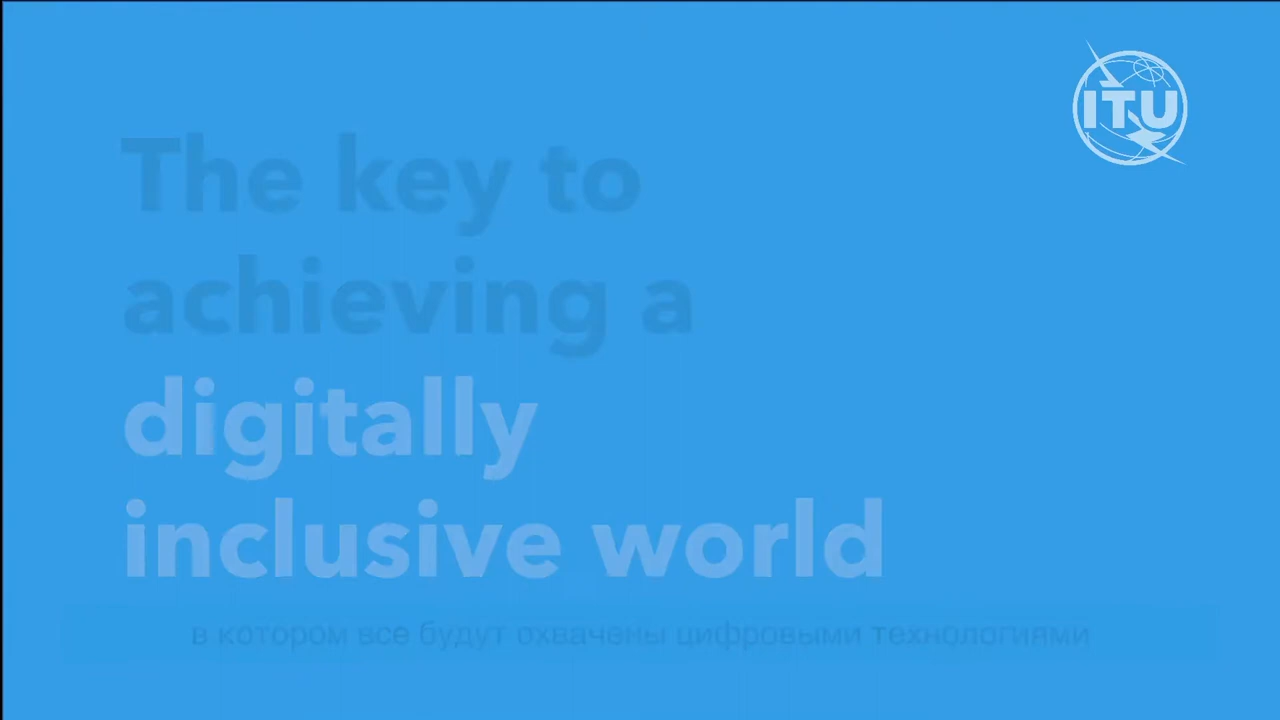 ITU
The key to
achieving a
digitally
inclusive world
в котором все будут охвачены цифровыми технологиями